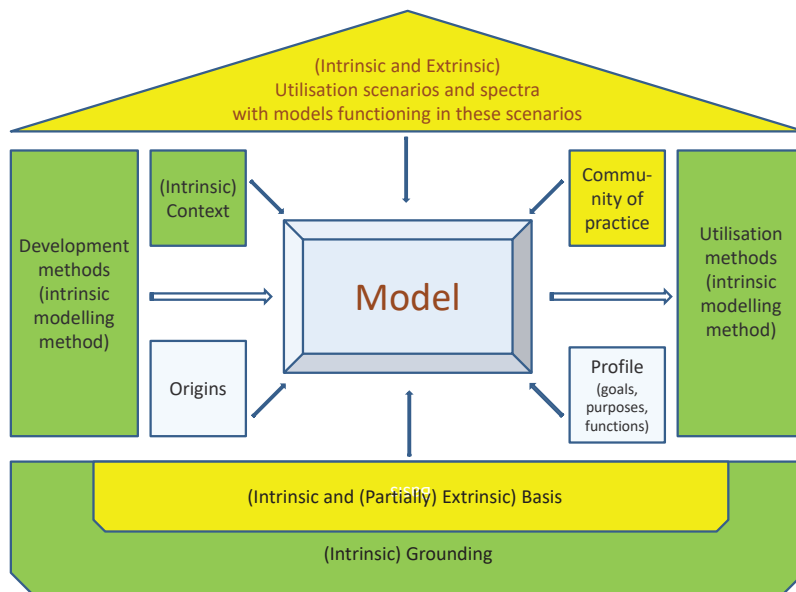 (Intrinsic and Extrinsic)
Utilisation scenarios and spectra
with models functioning in these scenarios
Development
methods
(intrinsic
modelling
method)
(Intrinsic)
Context
Origins
Model
Commu-
nity of
practice
Profile
(goals,
purposes,
functions)
Utilisation
methods
(intrinsic
modelling
method)
(Intrinsic and (Partially) Extrinsic) Basis
(Intrinsic) Grounding